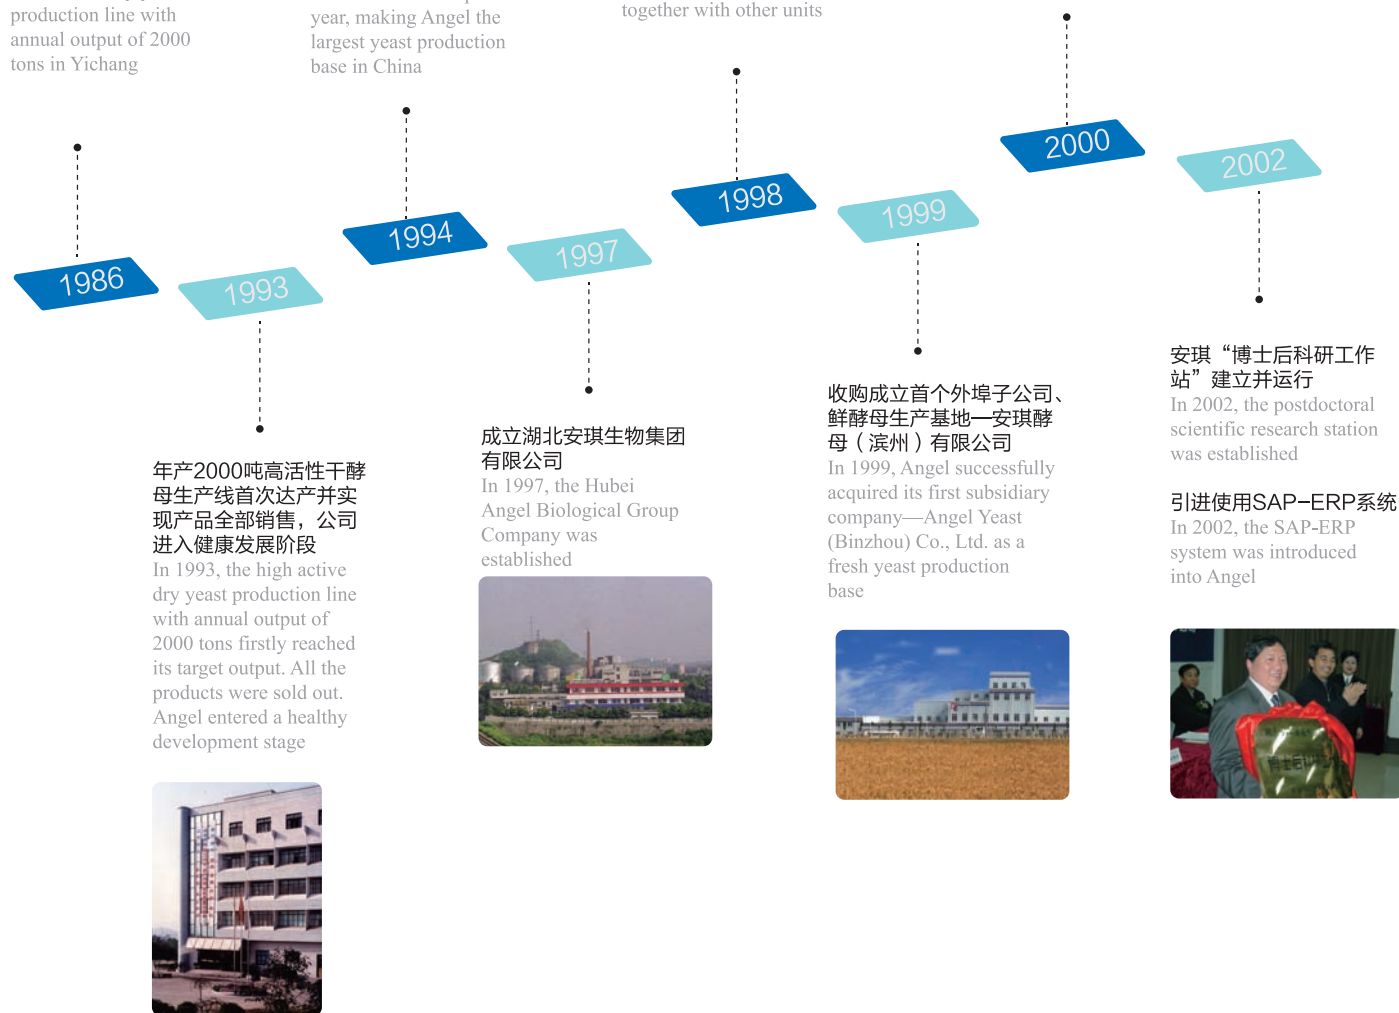 production line with
annual output of 2000
tons in Yichang
year, making Angel the
largest yeast production
base in China
together with other units
1986
1993
1994
1997
1998
1999
2000
2002
年产2000吨高活性干酵
母生产线首次达产并实
现产品全部销售，公司
进入健康发展阶段
In 1993, the high active
dry yeast production line
with annual output of
2000 tons firstly reached
its target output. All the
products were sold out.
Angel entered a healthy
development stage
成立湖北安琪生物集团
有限公司
In 1997, the Hubei
Angel Biological Group
Company was
established
收购成立首个外埠子公司、
鲜酵母生产基地—安琪酵
母（滨州）有限公司
In 1999, Angel successfully
acquired its first subsidiary
company—Angel Yeast
(Binzhou) Co., Ltd. as a
fresh yeast production
base
安琪“博士后科研工作
站”建立并运行
In 2002, the postdoctoral
scientific research station
was established
引进使用SAP-ERP系统
In 2002, the SAP-ERP
system was introduced
into Angel